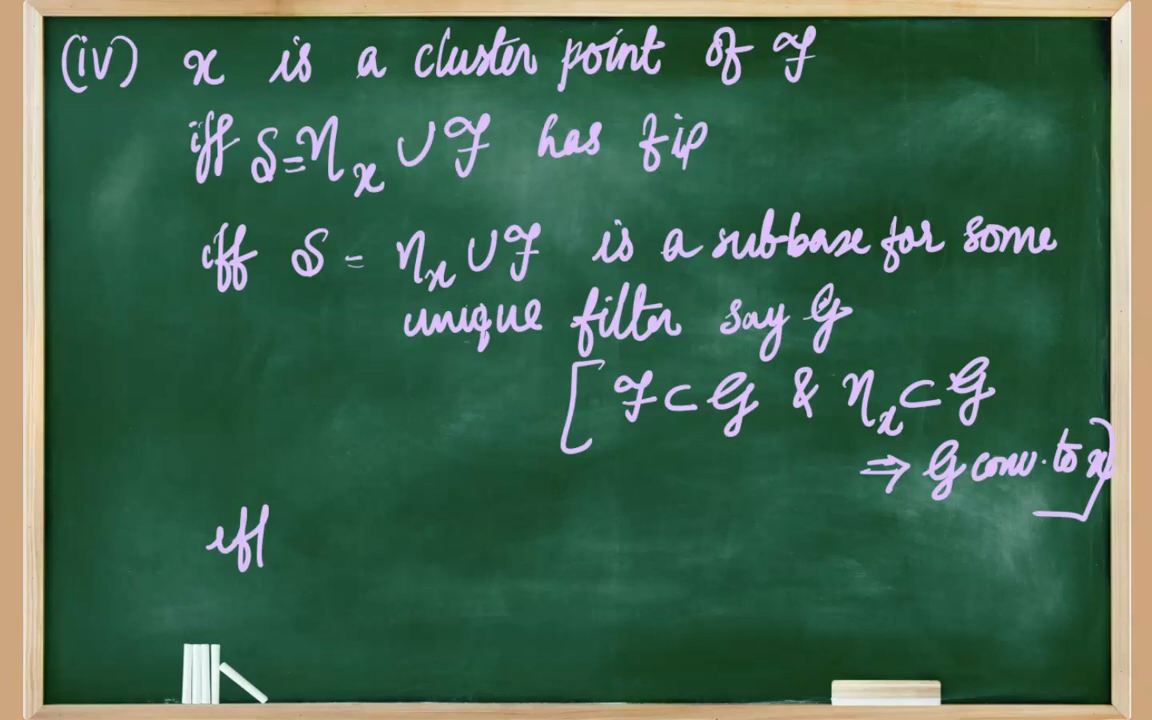 (iv) x is a cluster point of ℱ
iff 𝒮 = η_x ∪ ℱ has fip
iff 𝒮 = η_x ∪ ℱ is a subbase for some
unique filter say 𝒢
[ ℱ ⊂ 𝒢 & η_x ⊂ 𝒢
⇒ 𝒢 conv. to x ]
iff